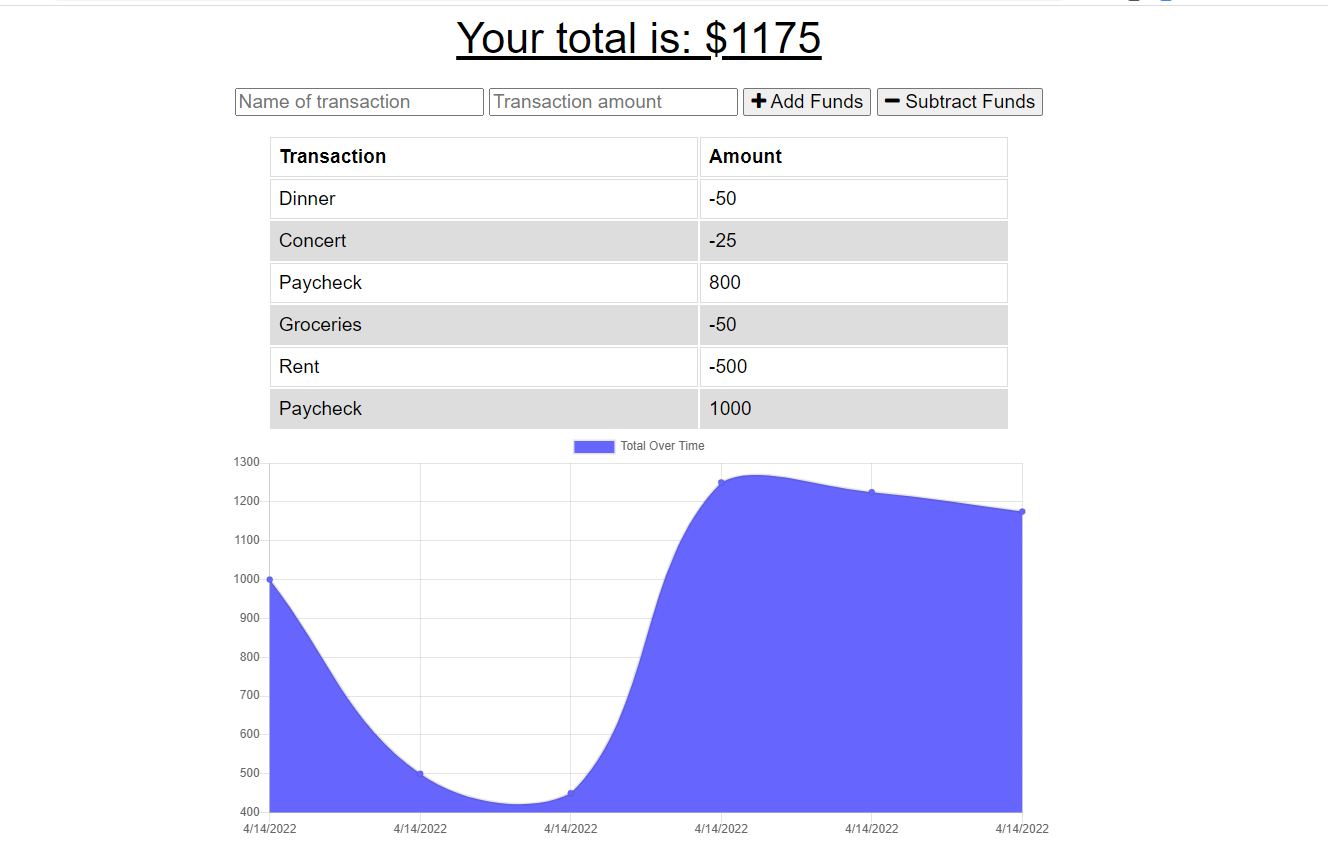 Your total is: $1175
Name of transaction Transaction amount Add Funds Subtract Funds
Transaction Amount
Dinner -50
Concert -25
Paycheck 800
Groceries -50
Rent -500
Paycheck 1000
Total Over Time
1300
1200
1100
1000
900
800
700
600
500
400
4/14/2022 4/14/2022 4/14/2022 4/14/2022 4/14/2022 4/14/2022